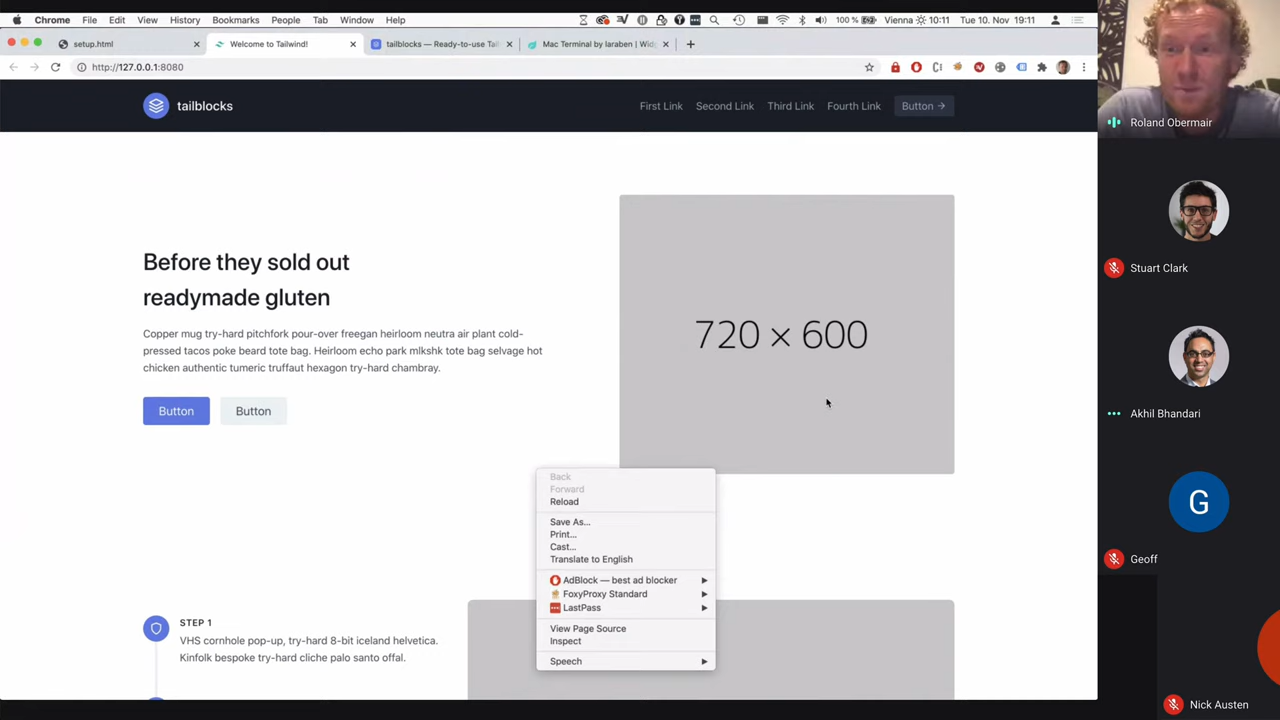 Chrome File Edit View History Bookmarks People Tab Window Help
100 % Vienna 10:11 Tue 10. Nov 19:11
setup.html
Welcome to Tailwind!
tailblocks — Ready-to-use Tail
Mac Terminal by laraben | Wid
http://127.0.0.1:8080
tailblocks
First Link Second Link Third Link Fourth Link Button →
Before they sold out
readymade gluten
Copper mug try-hard pitchfork pour-over freegan heirloom neutra air plant cold-
pressed tacos poke beard tote bag. Heirloom echo park mlkshk tote bag selvage hot
chicken authentic tumeric truffaut hexagon try-hard chambray.
Button Button
720 × 600
Back
Forward
Reload
Save As...
Print...
Cast...
Translate to English
AdBlock — best ad blocker
FoxyProxy Standard
LastPass
View Page Source
Inspect
Speech
STEP 1
VHS cornhole pop-up, try-hard 8-bit iceland helvetica.
Kinfolk bespoke try-hard cliche palo santo offal.
Roland Obermair
Stuart Clark
Akhil Bhandari
G
Geoff
Nick Austen